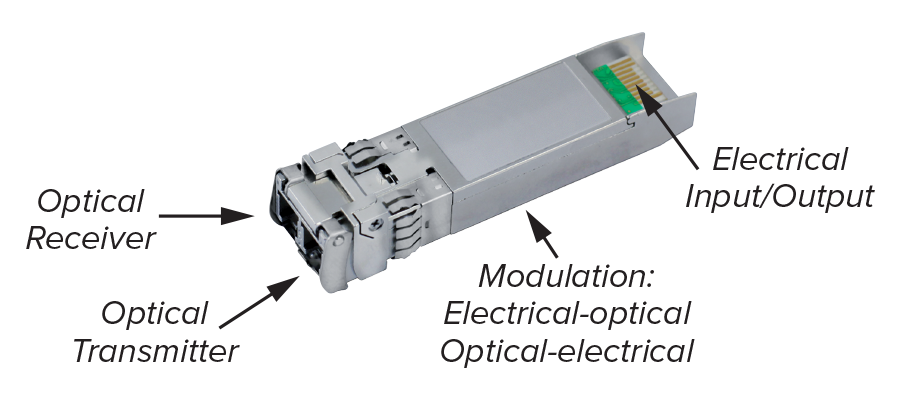 Electrical
Input/Output
Optical
Receiver
Modulation:
Electrical-optical
Optical-electrical
Optical
Transmitter